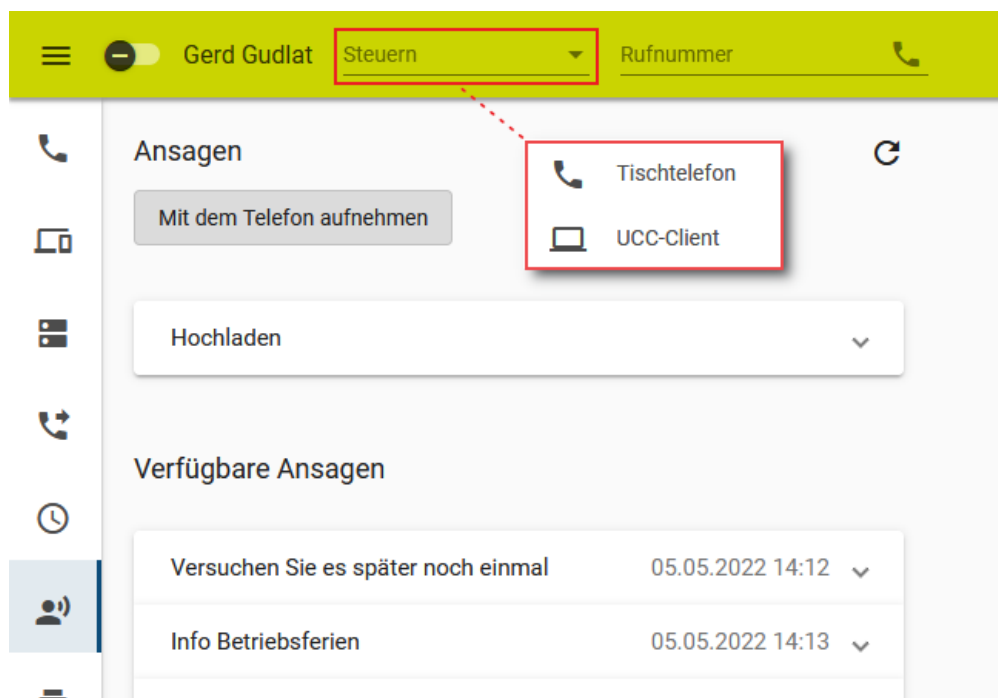 Gerd Gudlat Steuern Rufnummer
Ansagen
Mit dem Telefon aufnehmen
Tischtelefon
UCC-Client
Hochladen
Verfügbare Ansagen
Versuchen Sie es später noch einmal 05.05.2022 14:12
Info Betriebsferien 05.05.2022 14:13